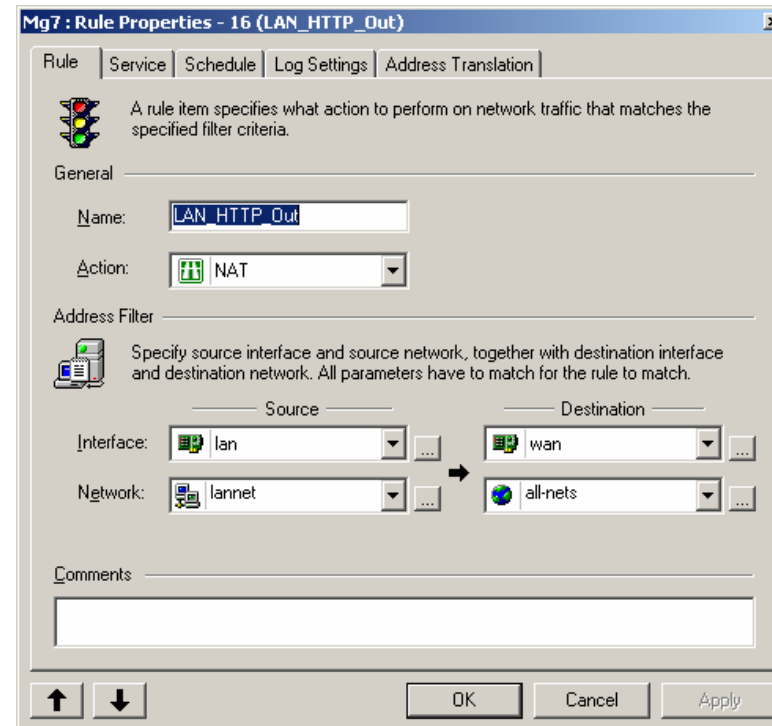 Mg7 : Rule Properties - 16 (LAN_HTTP_Out)
Rule Service Schedule Log Settings Address Translation
A rule item specifies what action to perform on network traffic that matches the
specified filter criteria.
General
Name: LAN_HTTP_Out
Action: NAT
Address Filter
Specify source interface and source network, together with destination interface
and destination network. All parameters have to match for the rule to match.
Source Destination
Interface: lan ... wan ...
Network: lannet ... all-nets ...
Comments
OK Cancel Apply